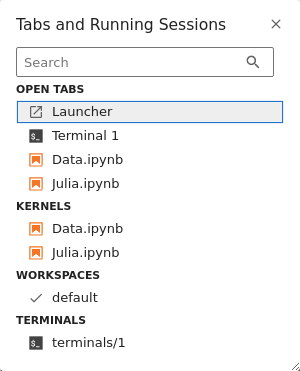 Tabs and Running Sessions
Search
OPEN TABS
Launcher
Terminal 1
Data.ipynb
Julia.ipynb
KERNELS
Data.ipynb
Julia.ipynb
WORKSPACES
default
TERMINALS
terminals/1